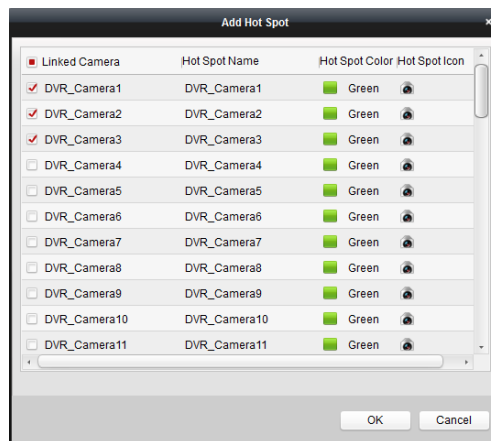 Add Hot Spot
Linked Camera Hot Spot Name Hot Spot Color Hot Spot Icon
DVR_Camera1 DVR_Camera1 Green
DVR_Camera2 DVR_Camera2 Green
DVR_Camera3 DVR_Camera3 Green
DVR_Camera4 DVR_Camera4 Green
DVR_Camera5 DVR_Camera5 Green
DVR_Camera6 DVR_Camera6 Green
DVR_Camera7 DVR_Camera7 Green
DVR_Camera8 DVR_Camera8 Green
DVR_Camera9 DVR_Camera9 Green
DVR_Camera10 DVR_Camera10 Green
DVR_Camera11 DVR_Camera11 Green
OK Cancel